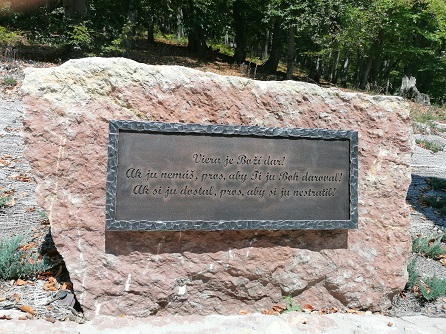 Viera je Boží dar!
Ak ju nemáš, pros, aby Ti ju Boh daroval!
Ak si ju dostal, pros, aby si ju nestratil!